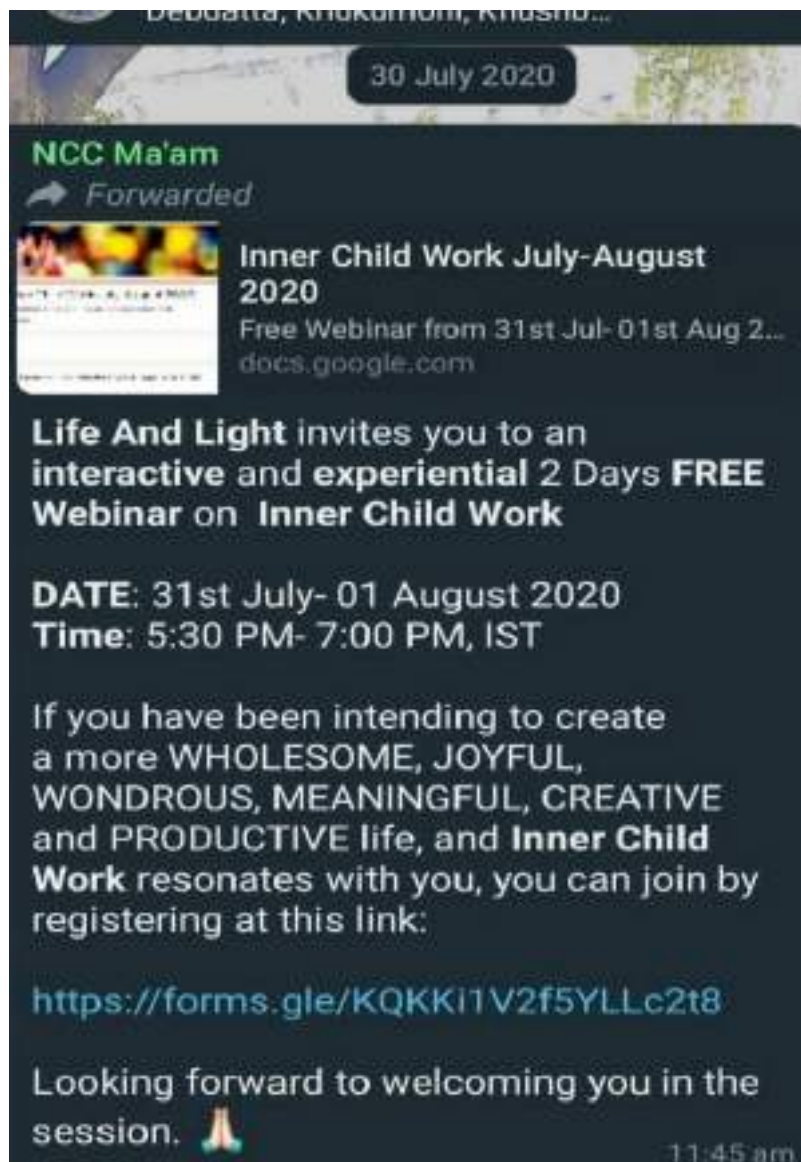 Debdatta, Khukumoni, Khushb...
30 July 2020
NCC Ma'am
Forwarded
Inner Child Work July-August
2020
Free Webinar from 31st Jul- 01st Aug 2...
docs.google.com
Life And Light invites you to an
interactive and experiential 2 Days FREE
Webinar on Inner Child Work
DATE: 31st July- 01 August 2020
Time: 5:30 PM- 7:00 PM, IST
If you have been intending to create
a more WHOLESOME, JOYFUL,
WONDROUS, MEANINGFUL, CREATIVE
and PRODUCTIVE life, and Inner Child
Work resonates with you, you can join by
registering at this link:
https://forms.gle/KQKKi1V2f5YLLc2t8
Looking forward to welcoming you in the
session. 🙏🏻
11:45 am